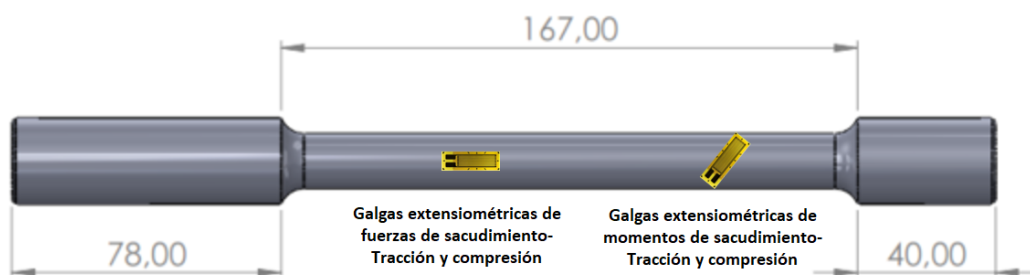 167,00
Galgas extensiométricas de
fuerzas de sacudimiento-
Tracción y compresión
Galgas extensiométricas de
momentos de sacudimiento-
Tracción y compresión
78,00
40,00